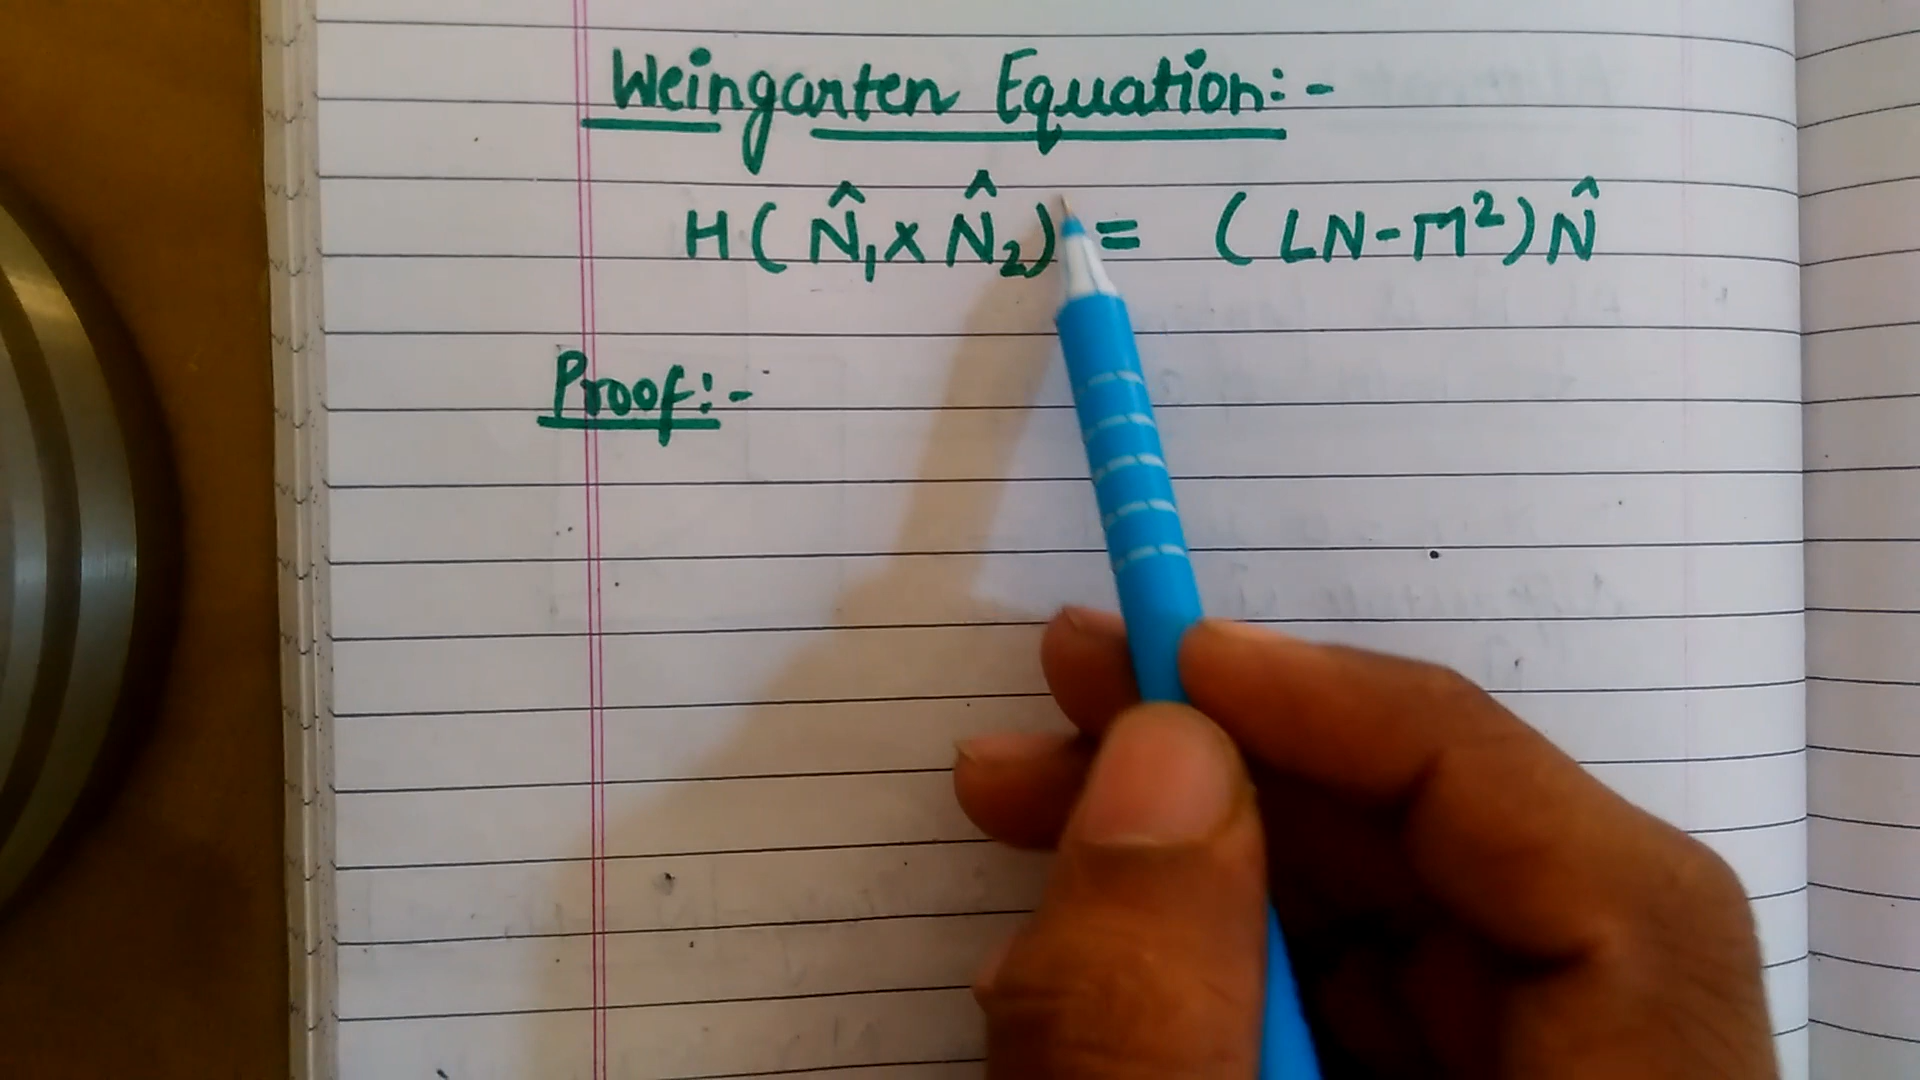 Weingarten Equation:-
H( N̂₁ x N̂₂) = (LN-M²)N̂
Proof:-